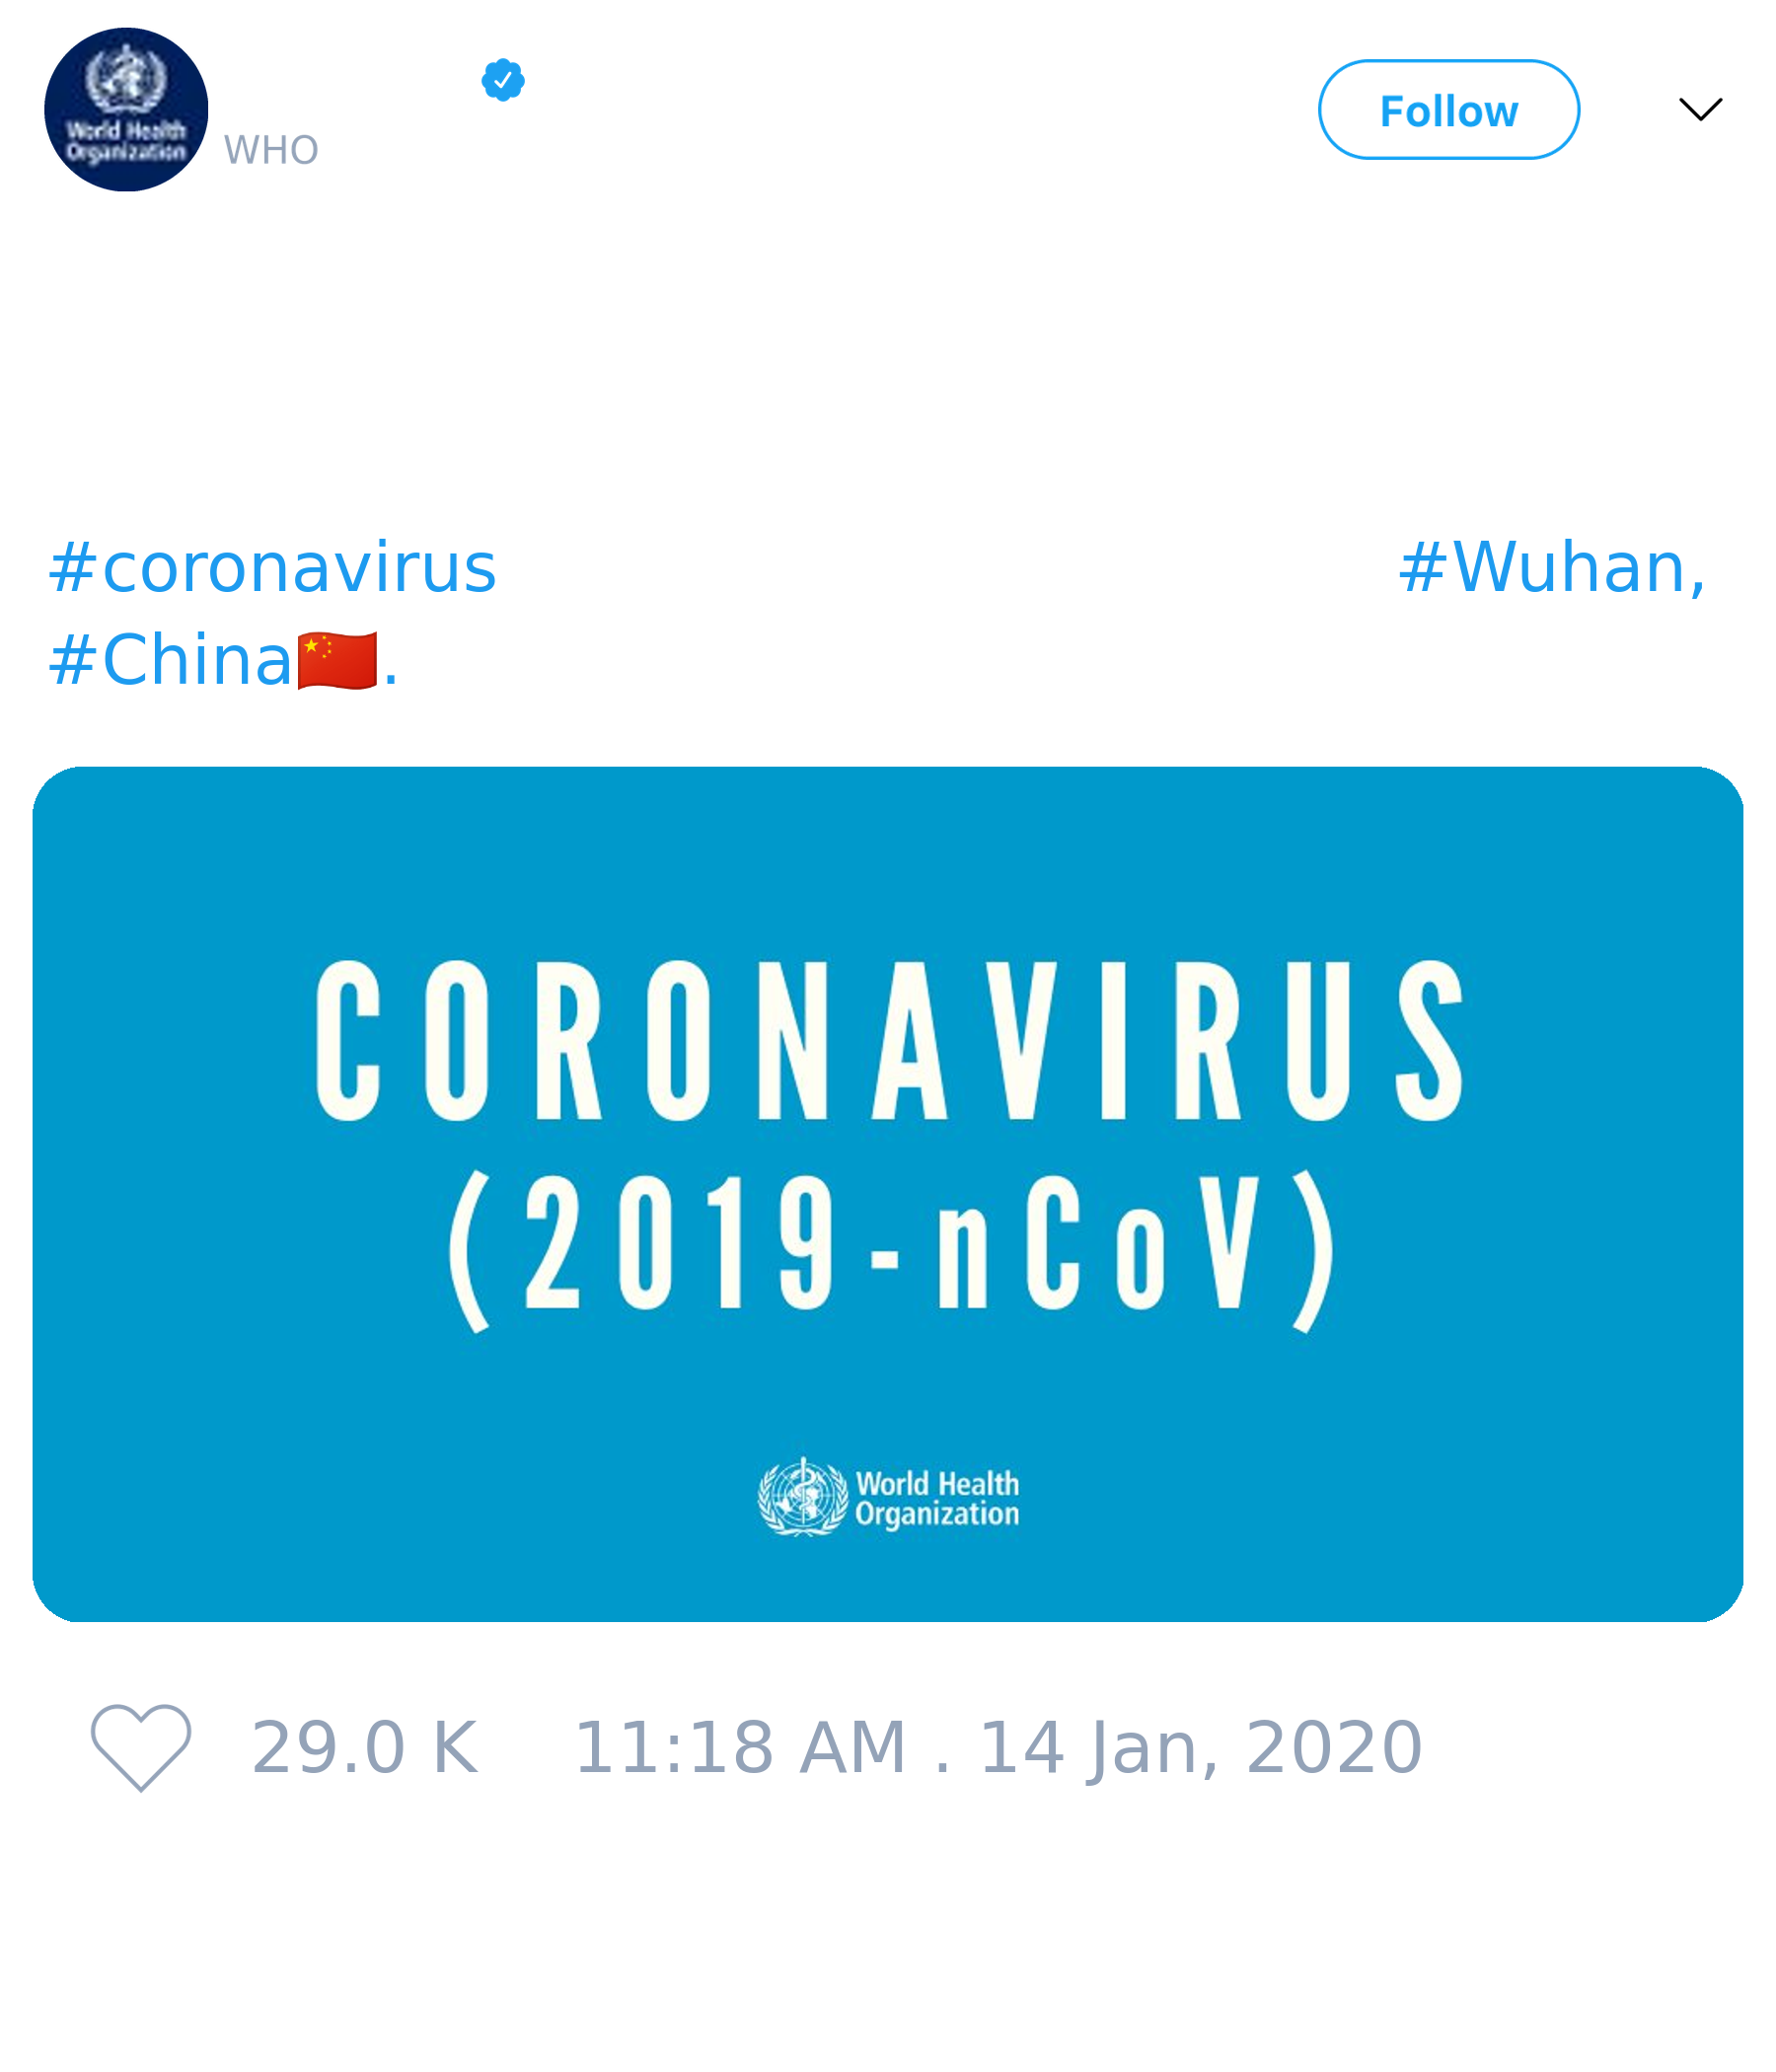 World Health
Organization
WHO
Follow
#coronavirus #Wuhan,
#China🇨🇳.
CORONAVIRUS
(2019-nCoV)
World Health
Organization
29.0 K 11:18 AM . 14 Jan, 2020